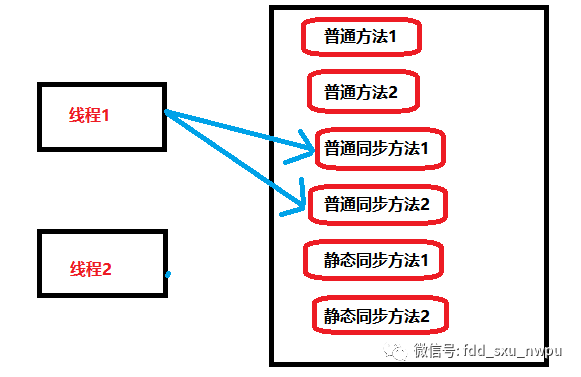 普通方法1
普通方法2
线程1
普通同步方法1
普通同步方法2
线程2
静态同步方法1
静态同步方法2
微信号: fdd_sxu_nwpu